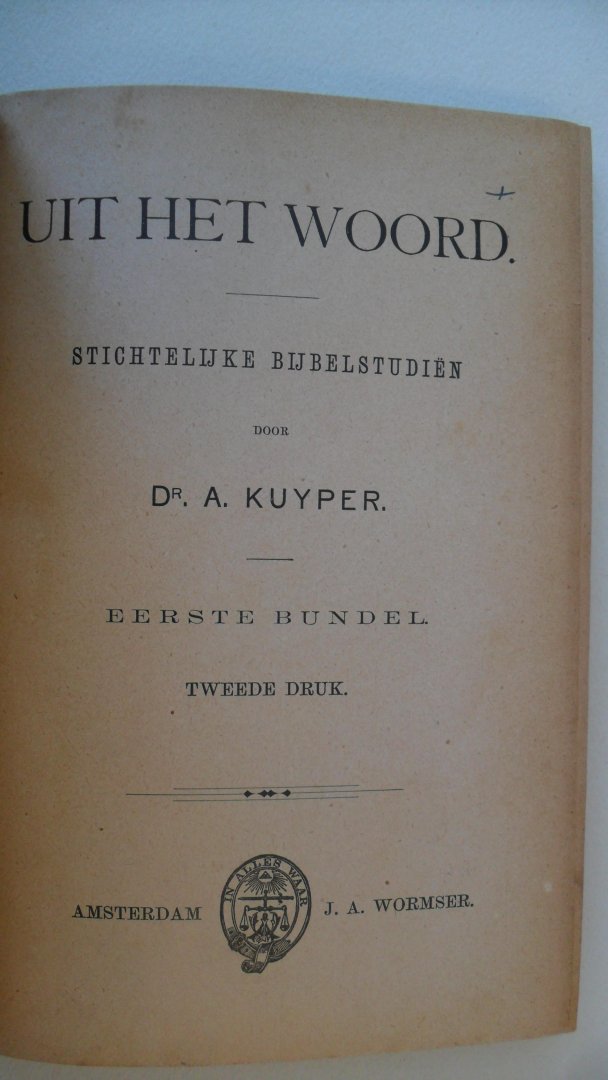 UIT HET WOORD.
STICHTELIJKE BIJBELSTUDIËN
DOOR
DR. A. KUYPER.
EERSTE BUNDEL.
TWEEDE DRUK.
IN ALLES WAAR
AMSTERDAM J. A. WORMSER.